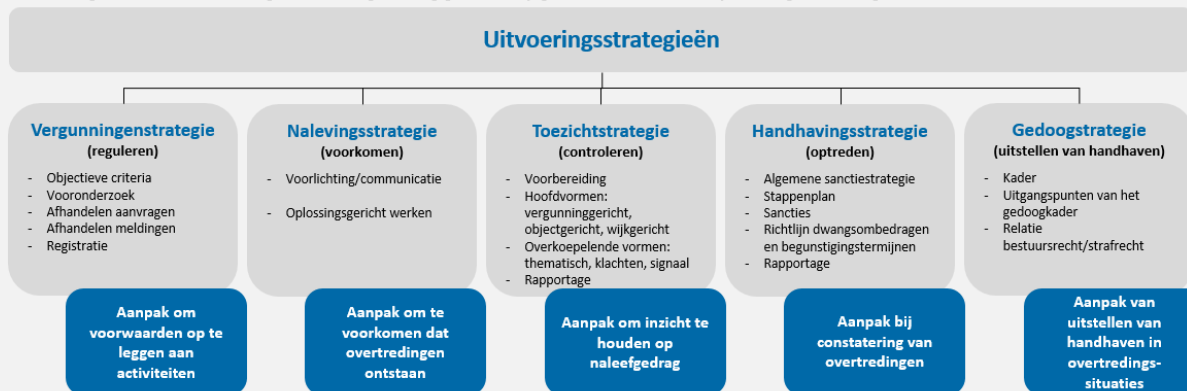 Uitvoeringsstrategieën
Vergunningenstrategie
(reguleren)
- Objectieve criteria
- Vooronderzoek
- Afhandelen aanvragen
- Afhandelen meldingen
- Registratie
Aanpak om
voorwaarden op te
leggen aan
activiteiten
Nalevingsstrategie
(voorkomen)
- Voorlichting/communicatie
- Oplossingsgericht werken
Aanpak om te
voorkomen dat
overtredingen
ontstaan
Toezichtstrategie
(controleren)
- Voorbereiding
- Hoofdvormen:
vergunninggericht,
objectgericht, wijkgericht
- Overkoepelende vormen:
thematisch, klachten, signaal
- Rapportage
Aanpak om inzicht te
houden op
naleefgedrag
Handhavingsstrategie
(optreden)
- Algemene sanctiestrategie
- Stappenplan
- Sancties
- Richtlijn dwangsombedragen
en begunstigingstermijnen
- Rapportage
Aanpak bij
constatering van
overtredingen
Gedoogstrategie
(uitstellen van handhaven)
- Kader
- Uitgangspunten van het
gedoogkader
- Relatie
bestuursrecht/strafrecht
Aanpak van
uitstellen van
handhaven in
overtredings-
situaties